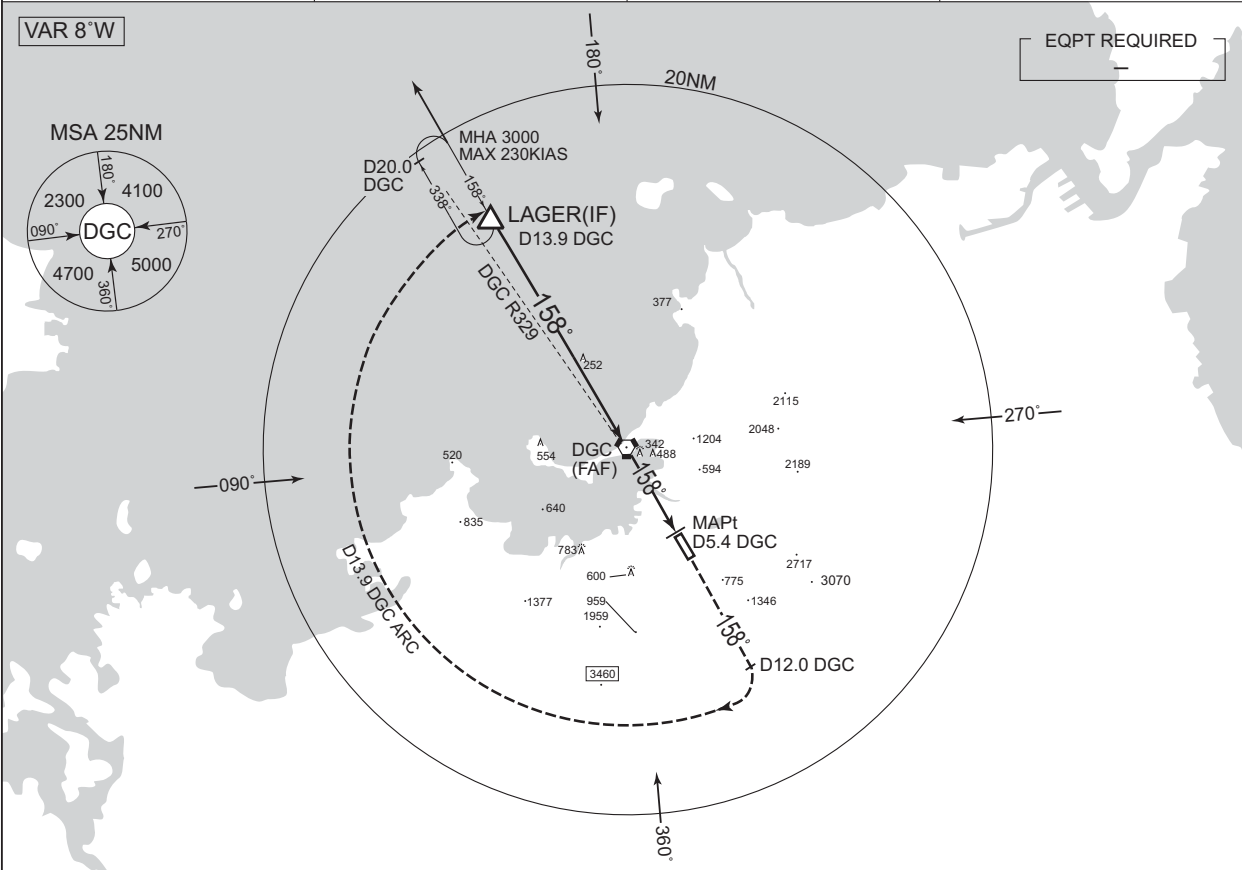 VAR 8°W
EQPT REQUIRED
–
180°
20NM
MSA 25NM
180°
2300
4100
090°
DGC
270°
4700
5000
360°
MHA 3000
MAX 230KIAS
D20.0
DGC
158°
338°
LAGER(IF)
D13.9 DGC
DGC R329
158°
377
252
2115
2048
270°
1204
342
488
DGC
(FAF)
554
520
594
2189
090°
158°
640
835
MAPt
D5.4 DGC
783
2717
3070
600
775
D13.9 DGC ARC
1377
959
1346
1959
158°
D12.0 DGC
3460
360°